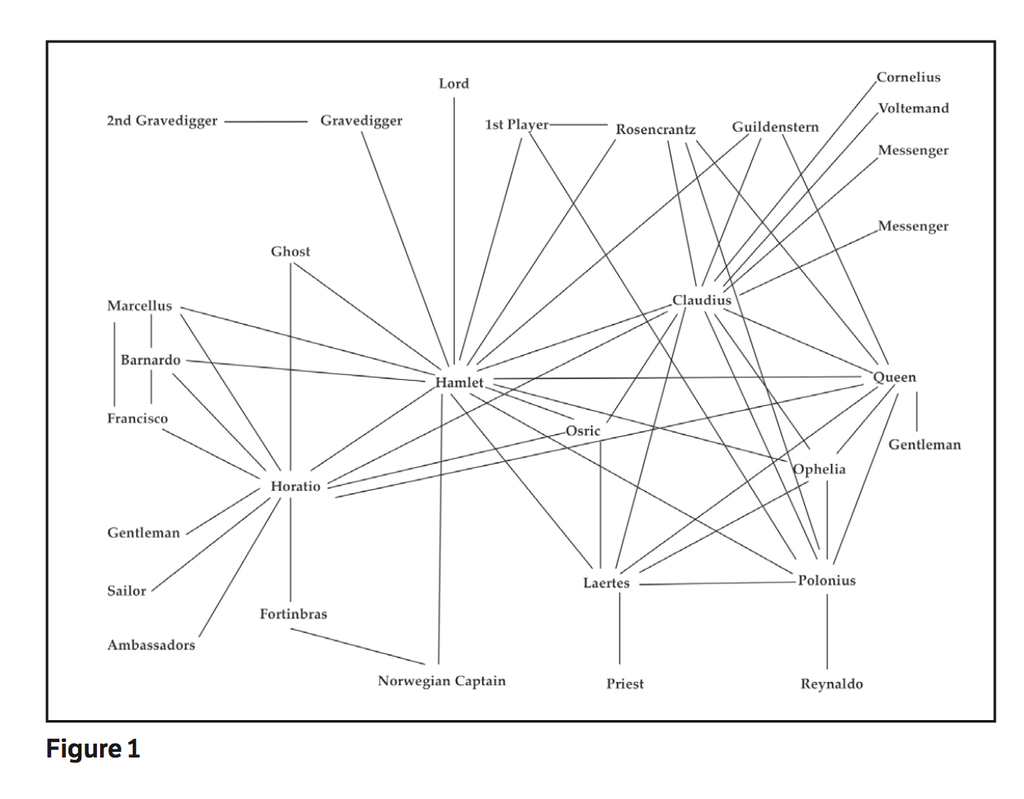 Cornelius
Lord
Voltemand
2nd Gravedigger
Gravedigger
1st Player
Rosencrantz
Guildenstern
Messenger
Messenger
Ghost
Claudius
Marcellus
Barnardo
Hamlet
Queen
Francisco
Osric
Gentleman
Ophelia
Horatio
Gentleman
Laertes
Polonius
Sailor
Fortinbras
Ambassadors
Norwegian Captain
Priest
Reynaldo
Figure 1